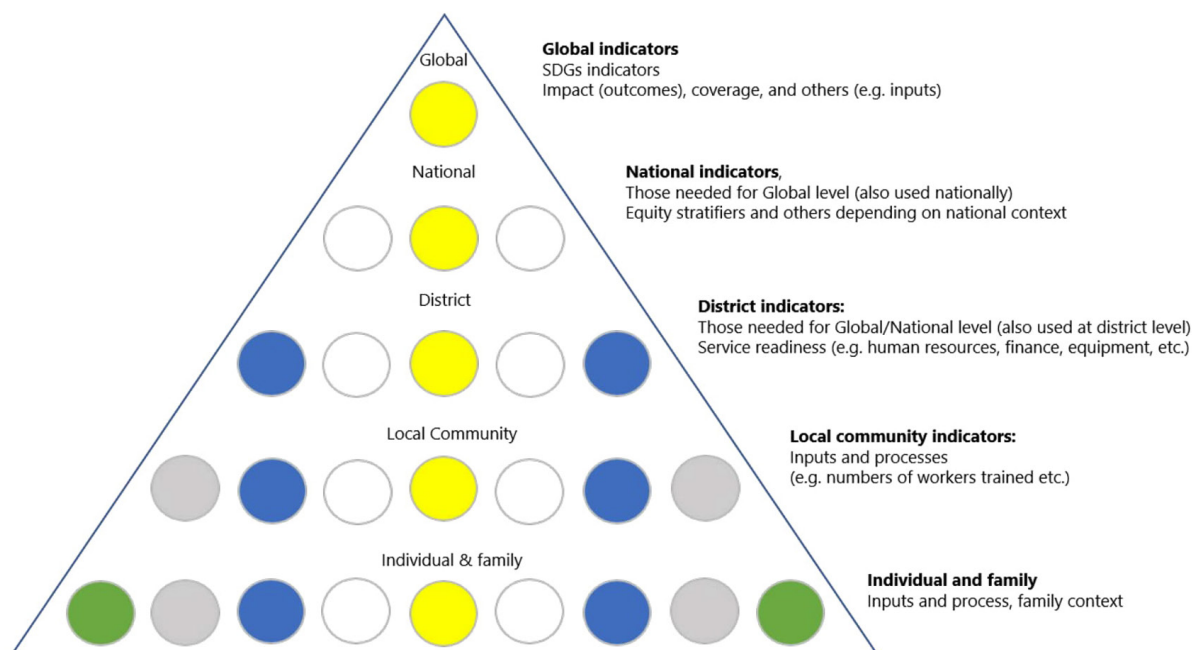 Global
Global indicators
SDGs indicators
Impact (outcomes), coverage, and others (e.g. inputs)
National
National indicators,
Those needed for Global level (also used nationally)
Equity stratifiers and others depending on national context
District
District indicators:
Those needed for Global/National level (also used at district level)
Service readiness (e.g. human resources, finance, equipment, etc.)
Local Community
Local community indicators:
Inputs and processes
(e.g. numbers of workers trained etc.)
Individual & family
Individual and family
Inputs and process, family context